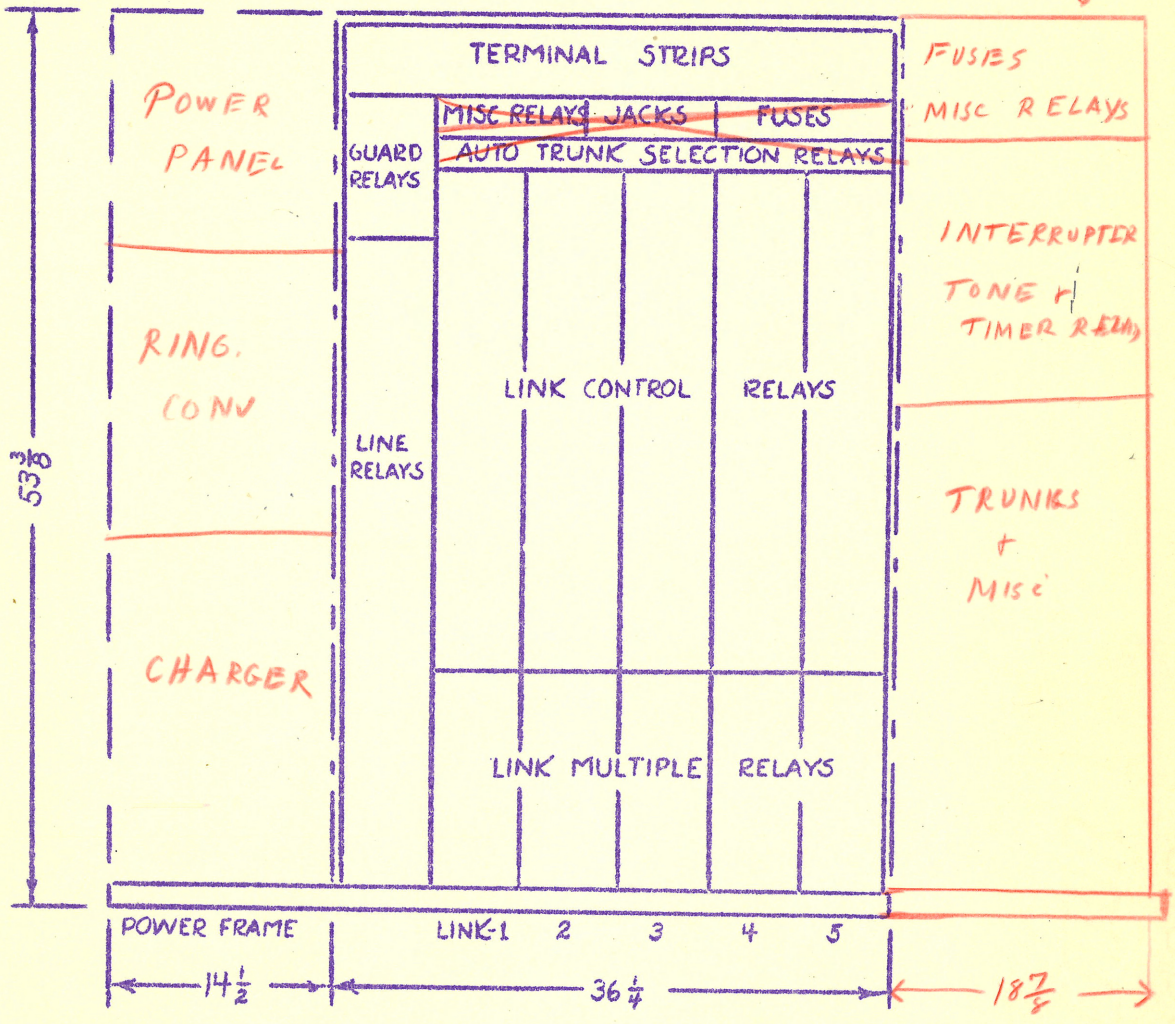 TERMINAL STRIPS
MISC RELAYS JACKS FUSES
AUTO TRUNK SELECTION RELAYS
GUARD
RELAYS
LINE
RELAYS
LINK CONTROL RELAYS
LINK MULTIPLE RELAYS
POWER
PANEL
RING.
CONV
CHARGER
FUSES
MISC RELAYS
INTERRUPTER
TONE +
TIMER RELAY
TRUNKS
+
MISC
53 3/8
POWER FRAME LINK-1 2 3 4 5
14 1/2 36 1/4 18 7/8